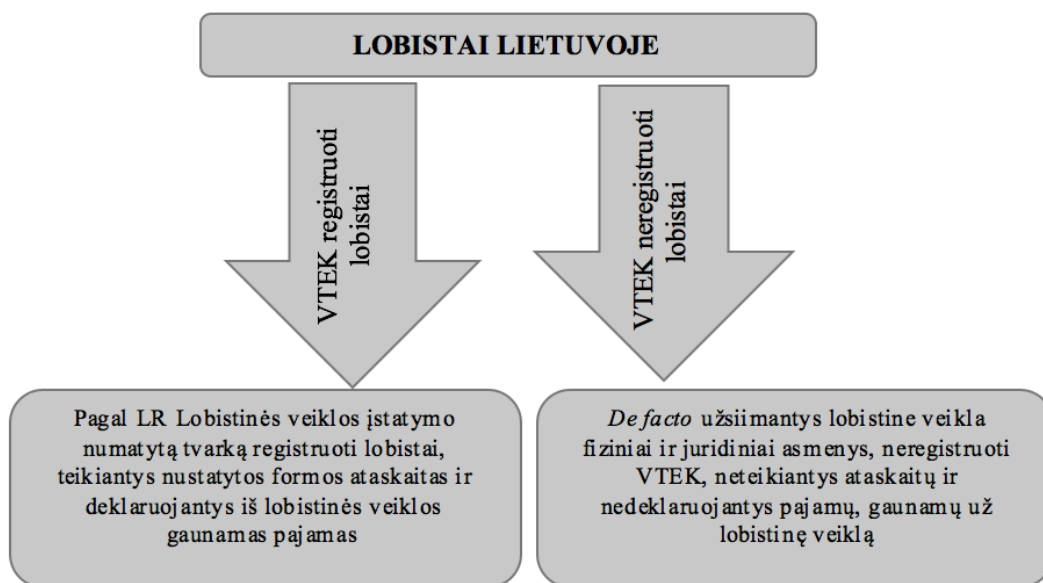 LOBISTAI LIETUVOJE
VTEK registruoti
lobistai
VTEK neregistruoti
lobistai
Pagal LR Lobistinės veiklos įstatymo
numatytą tvarką registruoti lobistai,
teikiantys nustatytos formos ataskaitas ir
deklaruojantys iš lobistinės veiklos
gaunamas pajamas
De facto užsiimantys lobistine veikla
fiziniai ir juridiniai asmenys, neregistruoti
VTEK, neteikiantys ataskaitų ir
nedeklaruojantys pajamų, gaunamų už
lobistinę veiklą